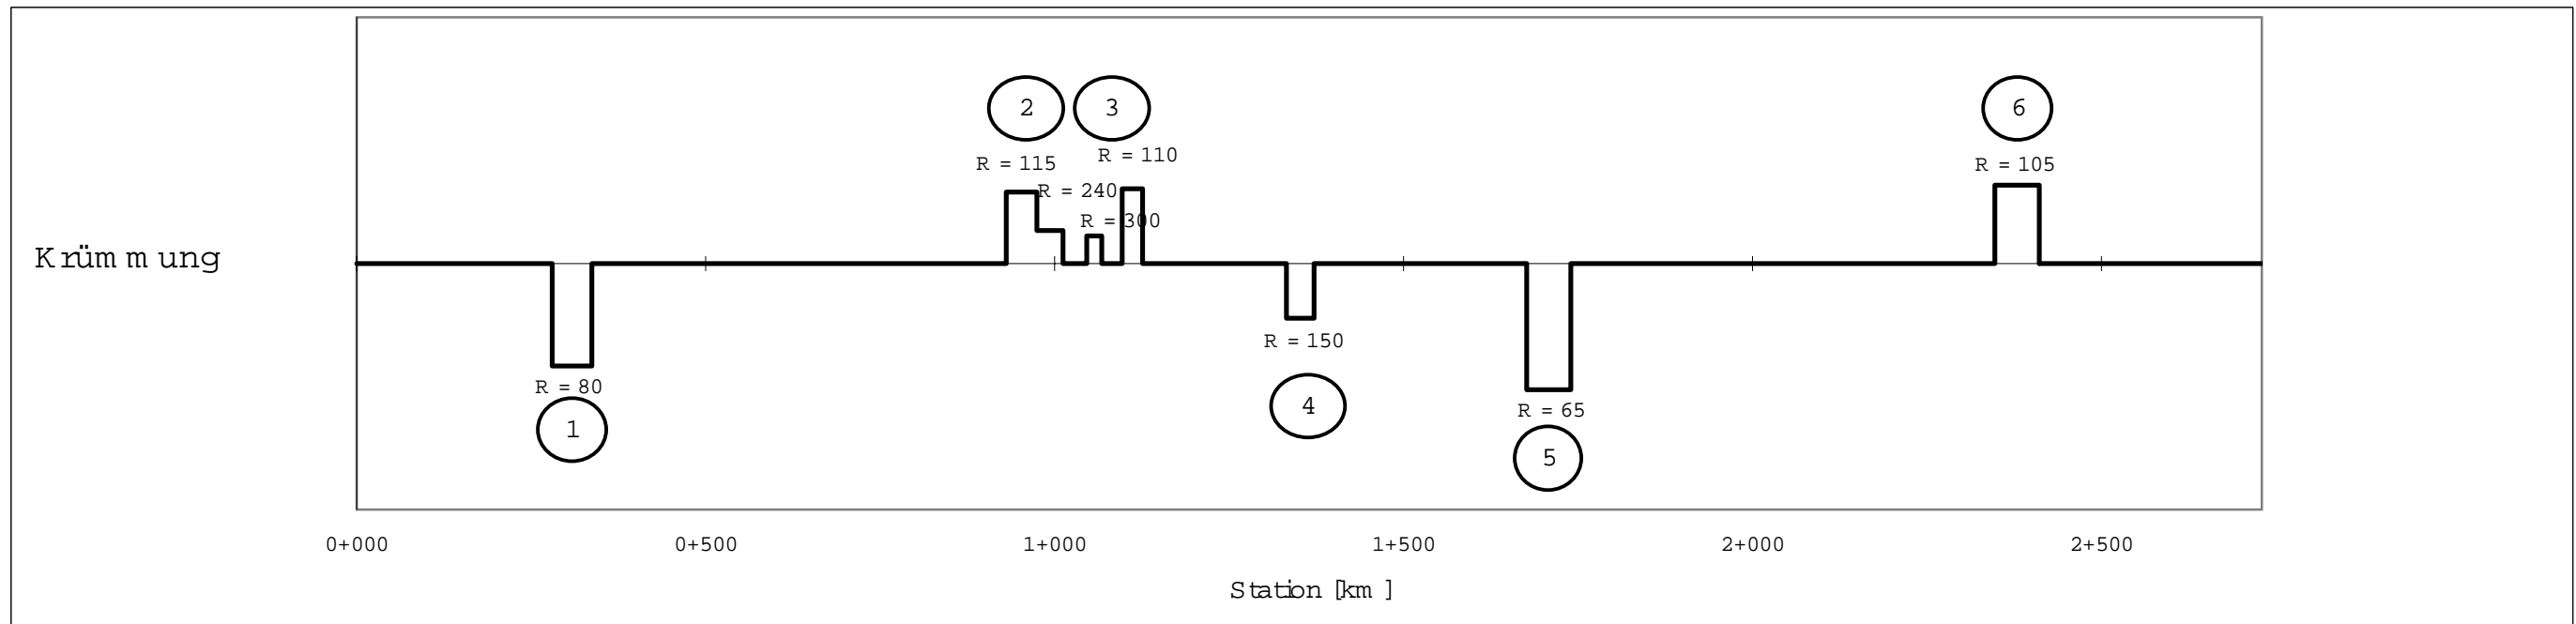 2
3
6
R = 115
R = 110
R = 105
R = 240
R = 300
Krümmung
R = 150
R = 80
4
R = 65
1
5
0+000
0+500
1+000
1+500
2+000
2+500
Station [km]